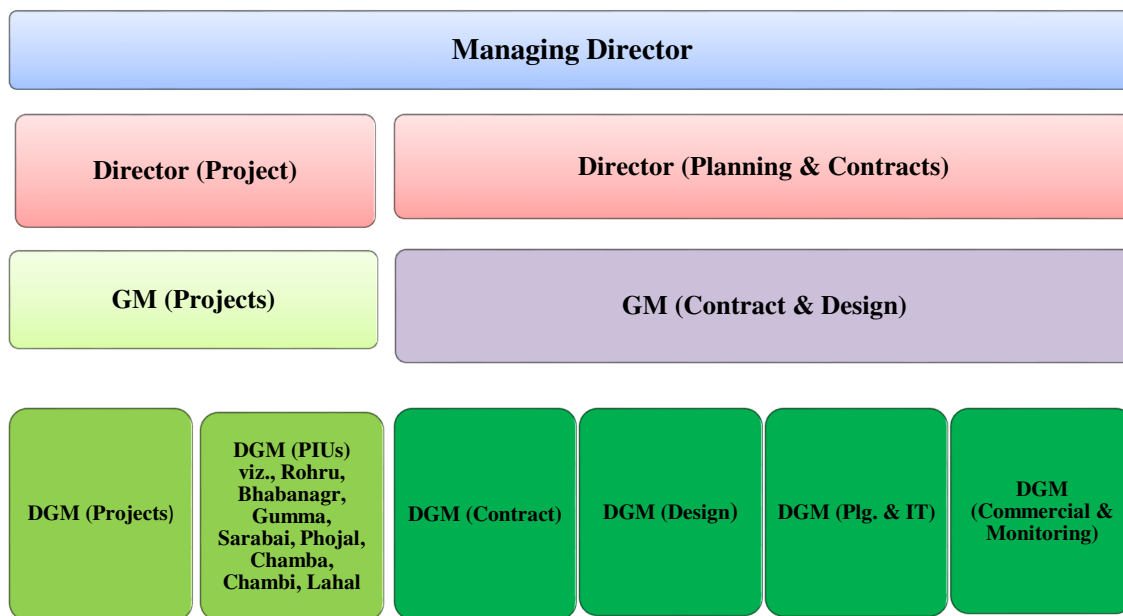 Managing Director
Director (Project)
Director (Planning & Contracts)
GM (Projects)
GM (Contract & Design)
DGM (Projects)
DGM (PIUs)
viz., Rohru,
Bhabanagr,
Gumma,
Sarabai, Phojal,
Chamba,
Chambi, Lahal
DGM (Contract)
DGM (Design)
DGM (Plg. & IT)
DGM
(Commercial &
Monitoring)